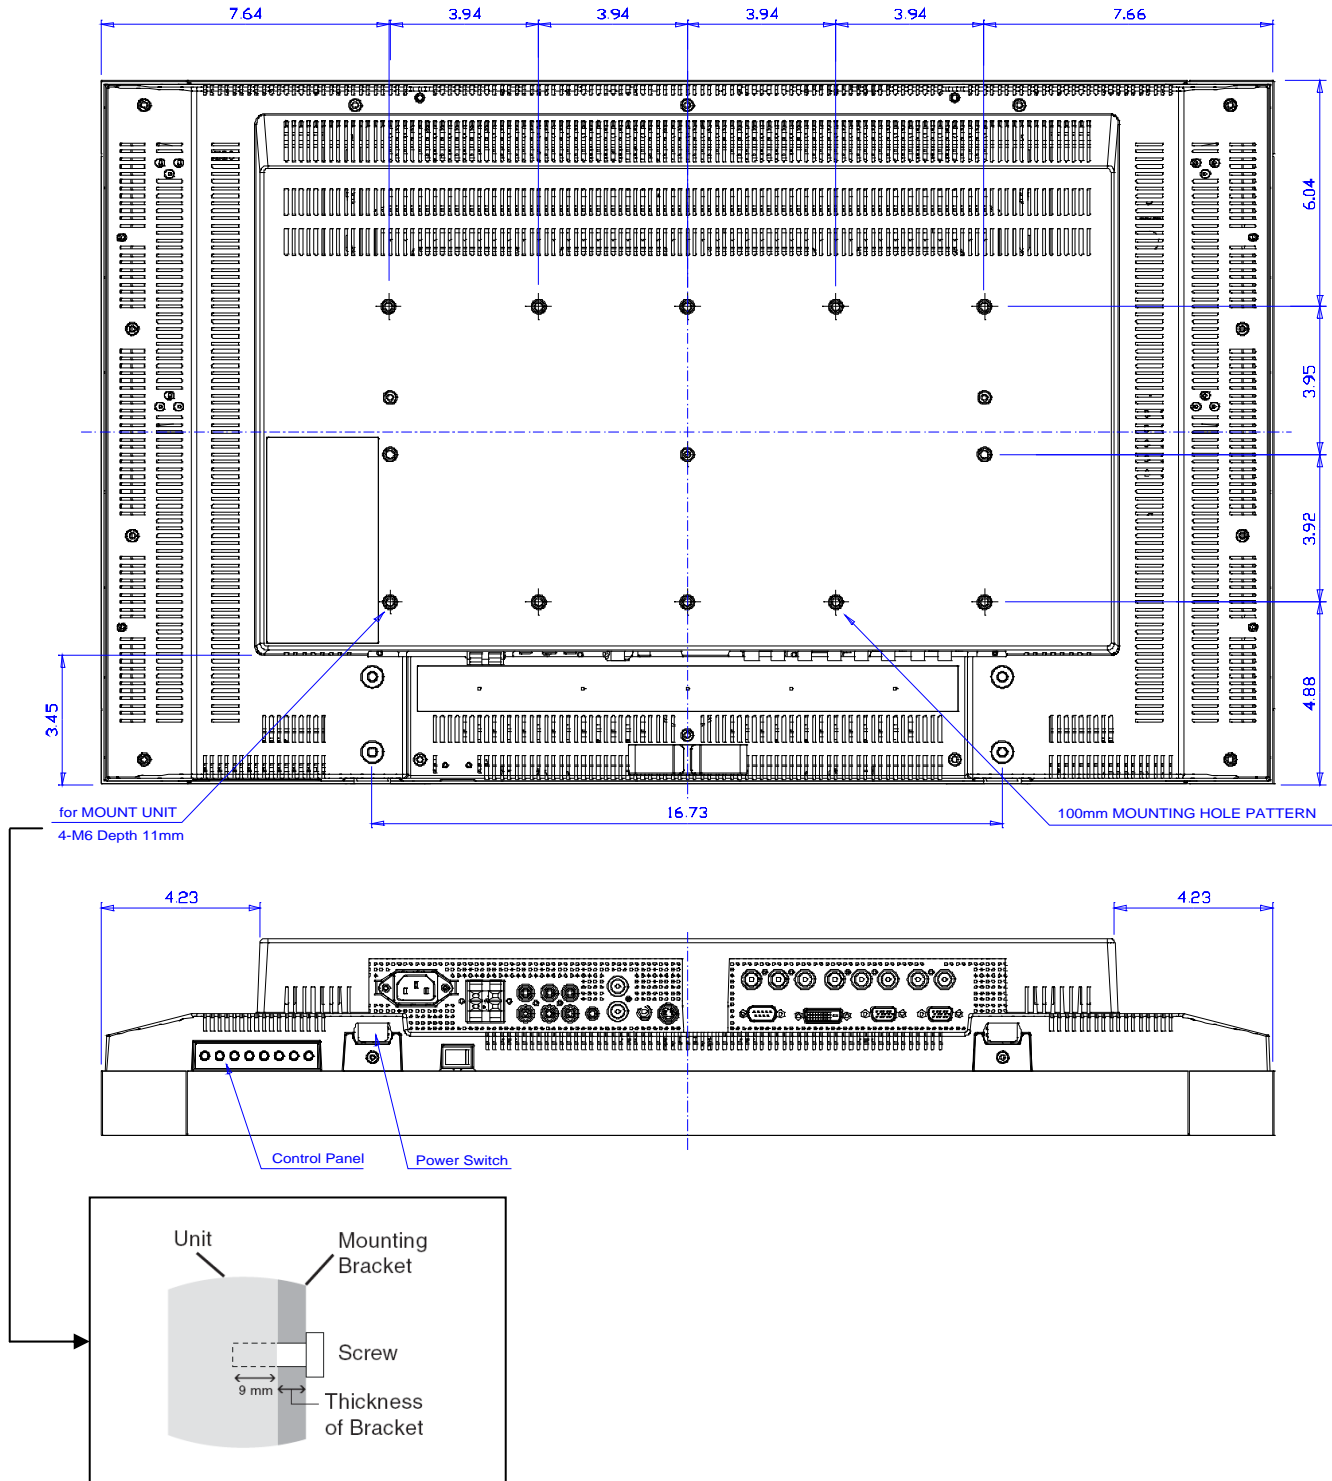 7.64 3.94 3.94 3.94 3.94 7.66
6.04
3.95
3.92
4.88
3.45
for MOUNT UNIT
4-M6 Depth 11mm
16.73
100mm MOUNTING HOLE PATTERN
4.23 4.23
Control Panel
Power Switch
Unit
Mounting
Bracket
Screw
9 mm
Thickness
of Bracket